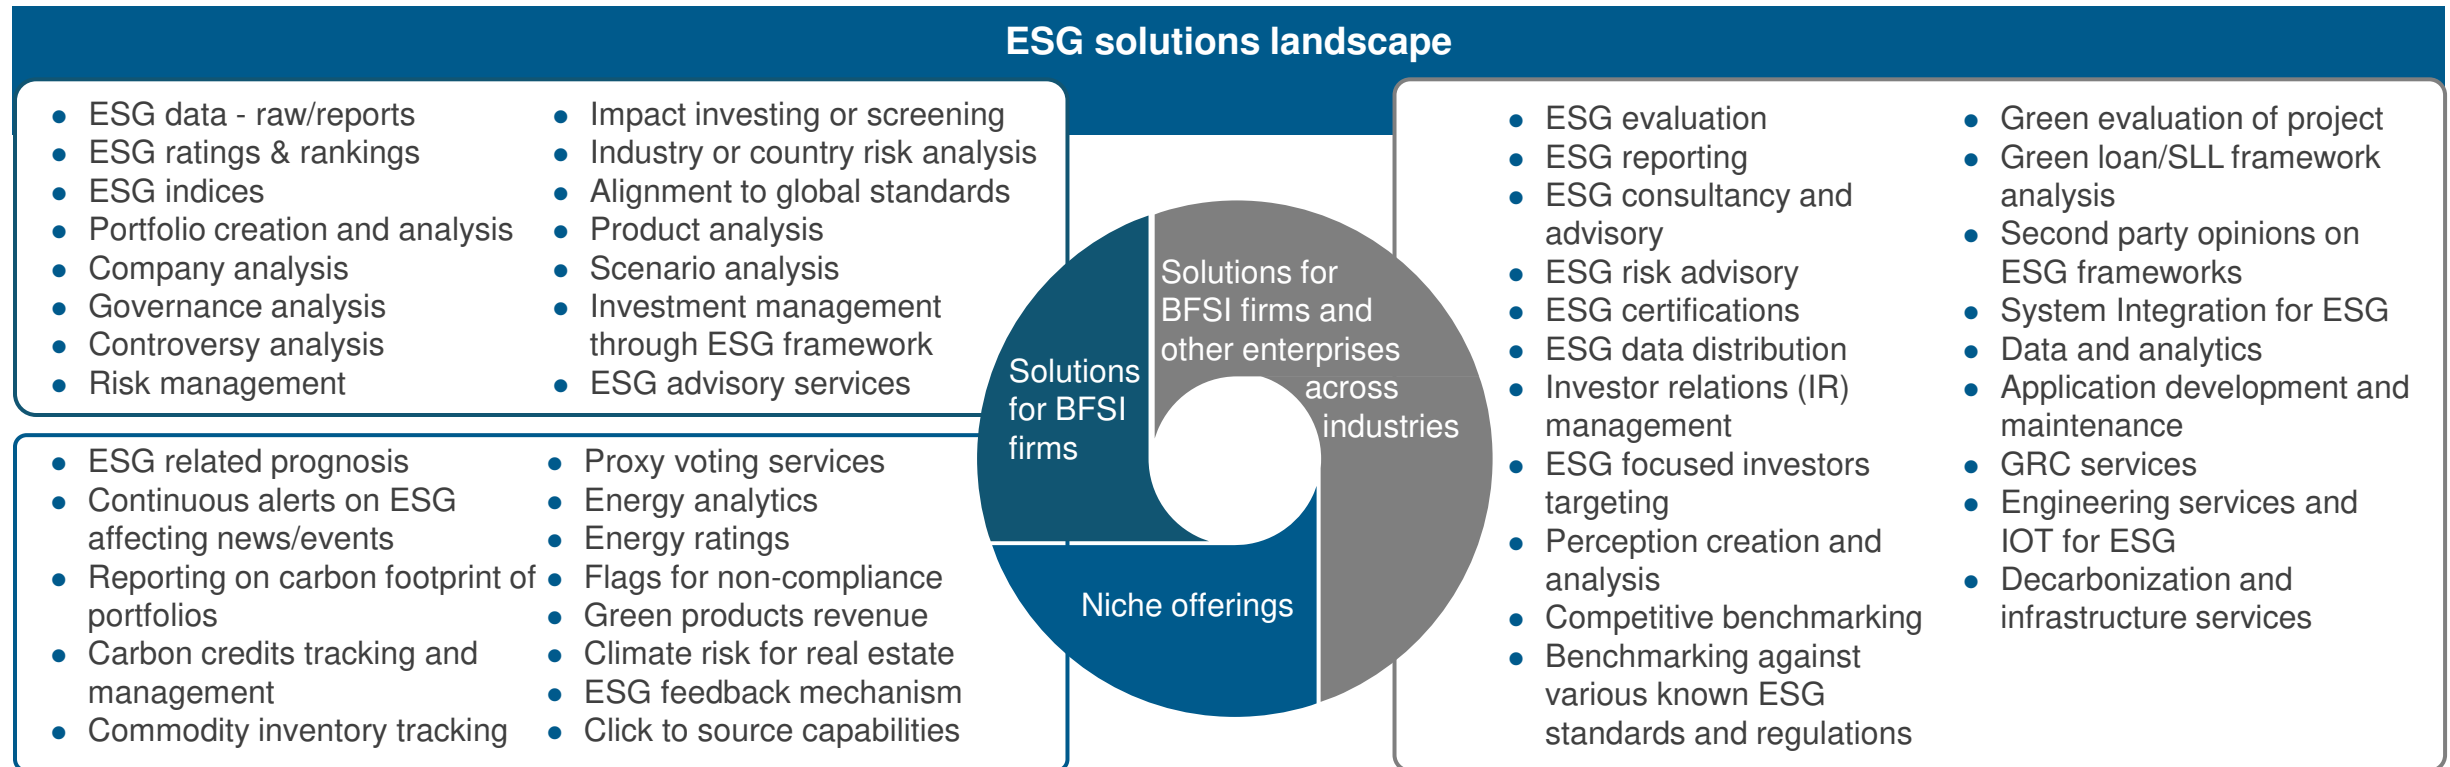 ESG solutions landscape
● ESG data - raw/reports
● ESG ratings & rankings
● ESG indices
● Portfolio creation and analysis
● Company analysis
● Governance analysis
● Controversy analysis
● Risk management
● Impact investing or screening
● Industry or country risk analysis
● Alignment to global standards
● Product analysis
● Scenario analysis
● Investment management
through ESG framework
● ESG advisory services
● ESG related prognosis
● Continuous alerts on ESG
affecting news/events
● Reporting on carbon footprint of
portfolios
● Carbon credits tracking and
management
● Commodity inventory tracking
● Proxy voting services
● Energy analytics
● Energy ratings
● Flags for non-compliance
● Green products revenue
● Climate risk for real estate
● ESG feedback mechanism
● Click to source capabilities
Solutions
for BFSI
firms
Solutions for
BFSI firms and
other enterprises
across
industries
Niche offerings
● ESG evaluation
● ESG reporting
● ESG consultancy and
advisory
● ESG risk advisory
● ESG certifications
● ESG data distribution
● Investor relations (IR)
management
● ESG focused investors
targeting
● Perception creation and
analysis
● Competitive benchmarking
● Benchmarking against
various known ESG
standards and regulations
● Green evaluation of project
● Green loan/SLL framework
analysis
● Second party opinions on
ESG frameworks
● System Integration for ESG
● Data and analytics
● Application development and
maintenance
● GRC services
● Engineering services and
IOT for ESG
● Decarbonization and
infrastructure services